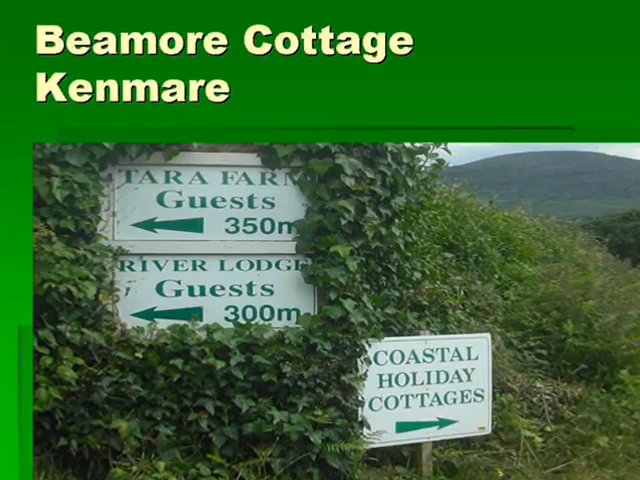 Beamore Cottage
Kenmare
TARA FARM
Guests
350m
RIVER LODGE
Guests
300m
COASTAL
HOLIDAY
COTTAGES